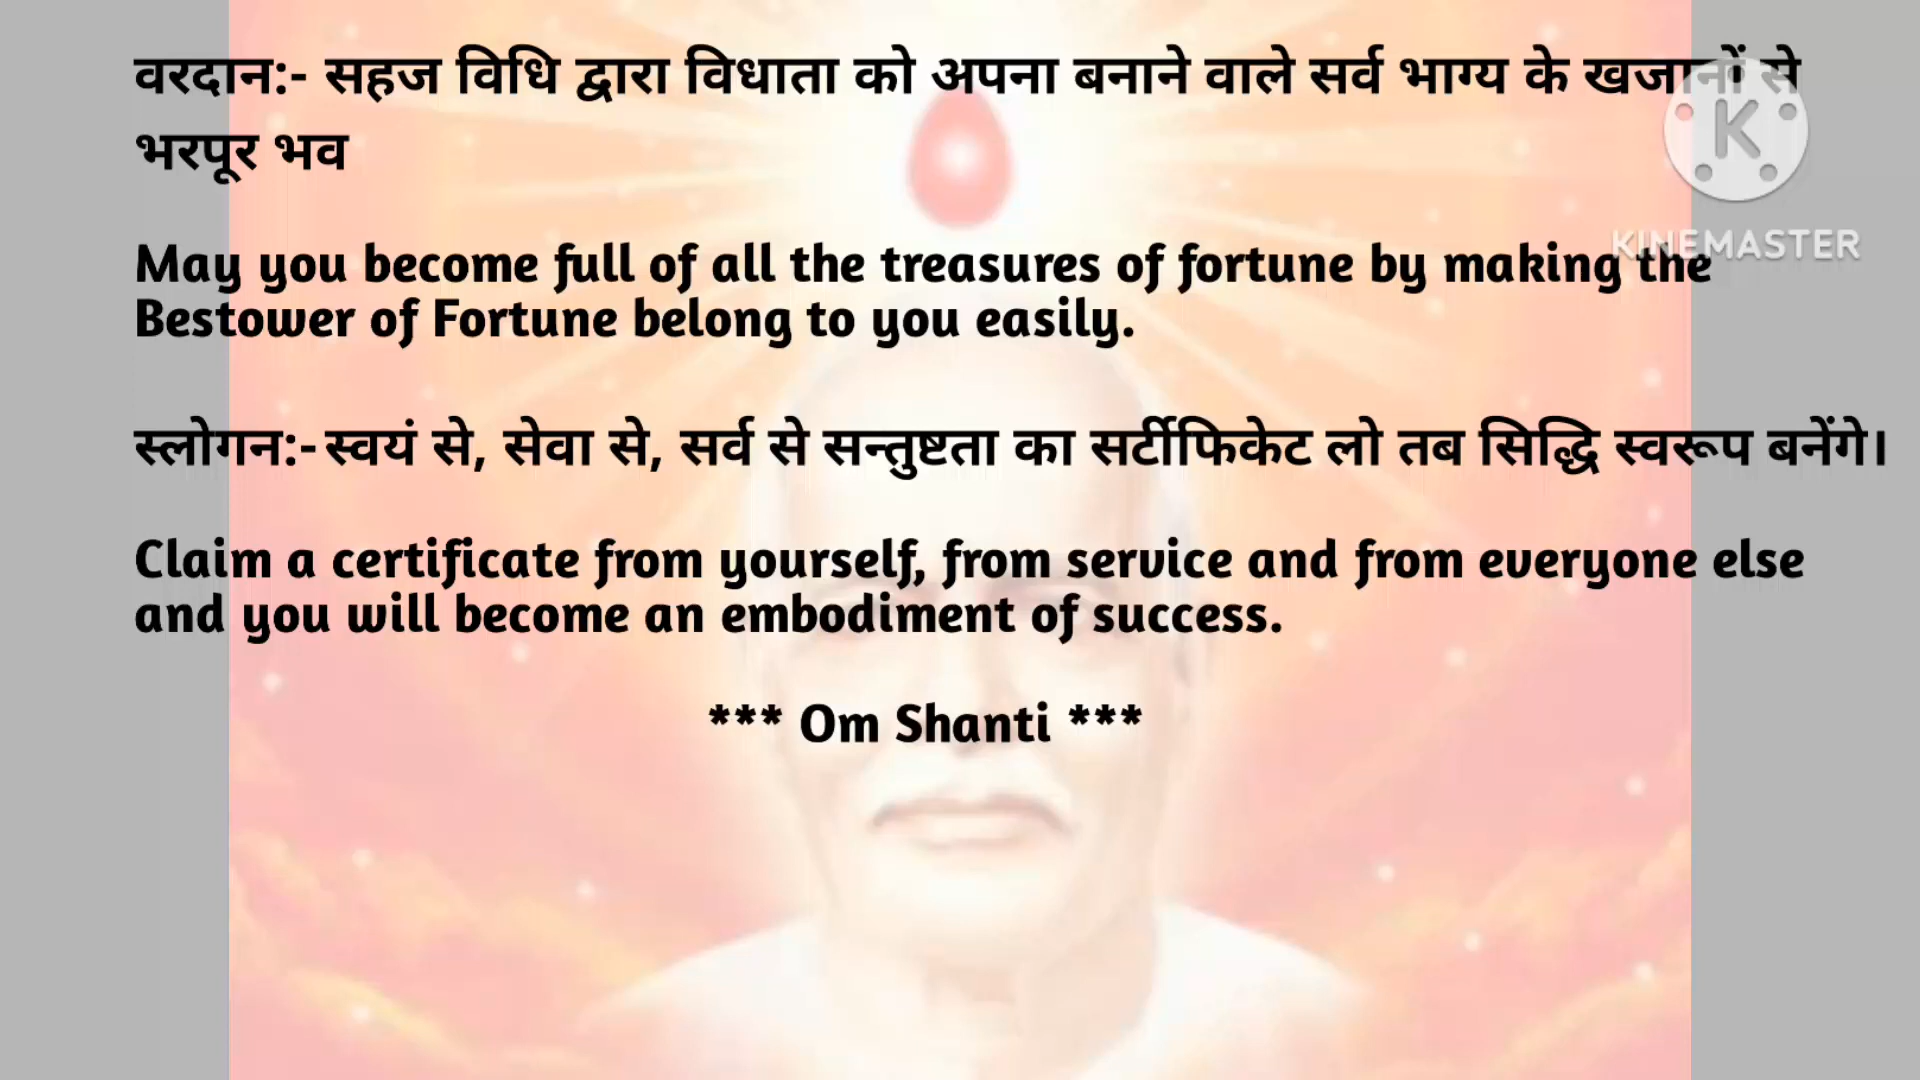 वरदान:- सहज विधि द्वारा विधाता को अपना बनाने वाले सर्व भाग्य के खजानों से
भरपूर भव
K
KINEMASTER
May you become full of all the treasures of fortune by making the
Bestower of Fortune belong to you easily.
स्लोगन:- स्वयं से, सेवा से, सर्व से सन्तुष्टता का सर्टीफिकेट लो तब सिद्धि स्वरूप बनेंगे।
Claim a certificate from yourself, from service and from everyone else
and you will become an embodiment of success.
*** Om Shanti ***